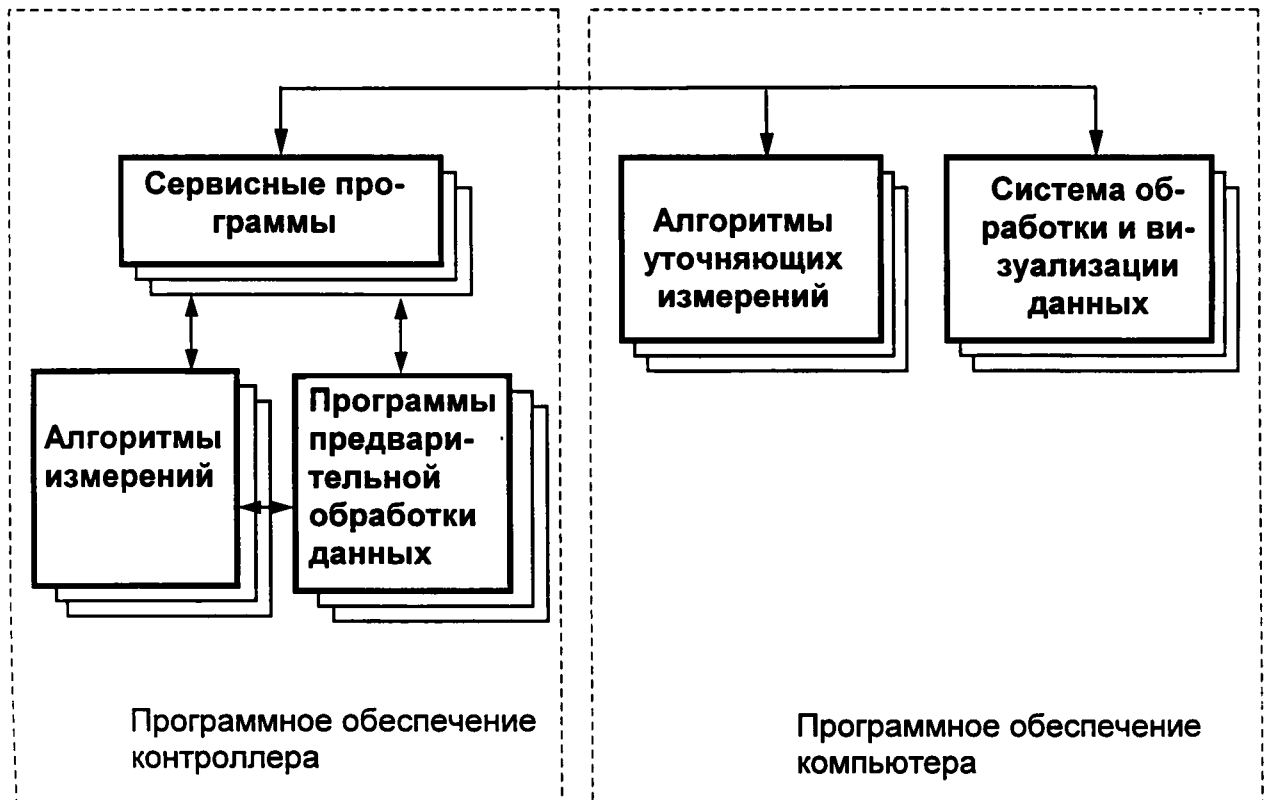 Сервисные про-
граммы
Алгоритмы
уточняющих
измерений
Система об-
работки и ви-
зуализации
данных
Алгоритмы
измерений
Программы
предвари-
тельной
обработки
данных
Программное обеспечение
контроллера
Программное обеспечение
компьютера